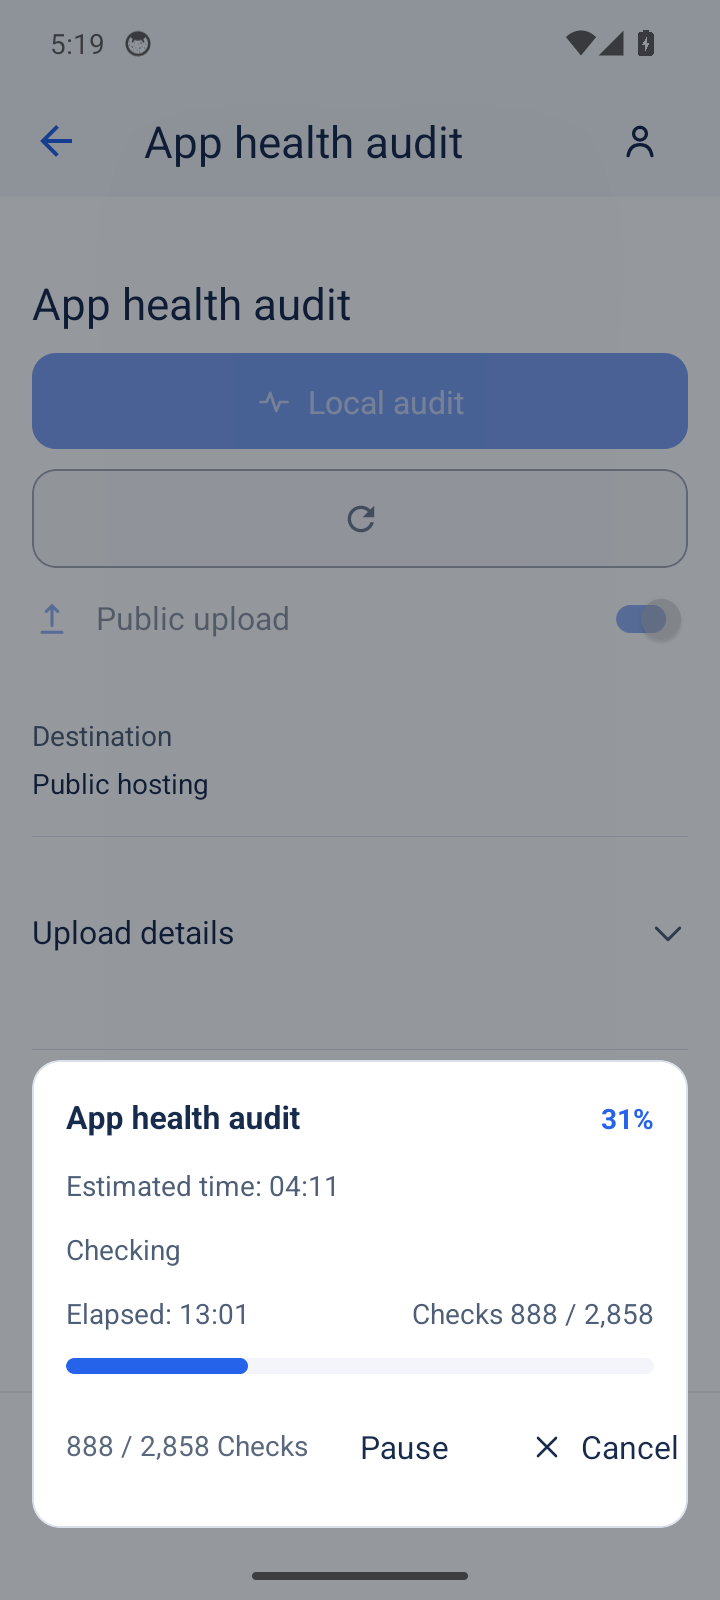 5:19
App health audit
App health audit
Local audit
Public upload
Destination
Public hosting
Upload details
App health audit 31%
Estimated time: 04:11
Checking
Elapsed: 13:01 Checks 888 / 2,858
888 / 2,858 Checks Pause Cancel